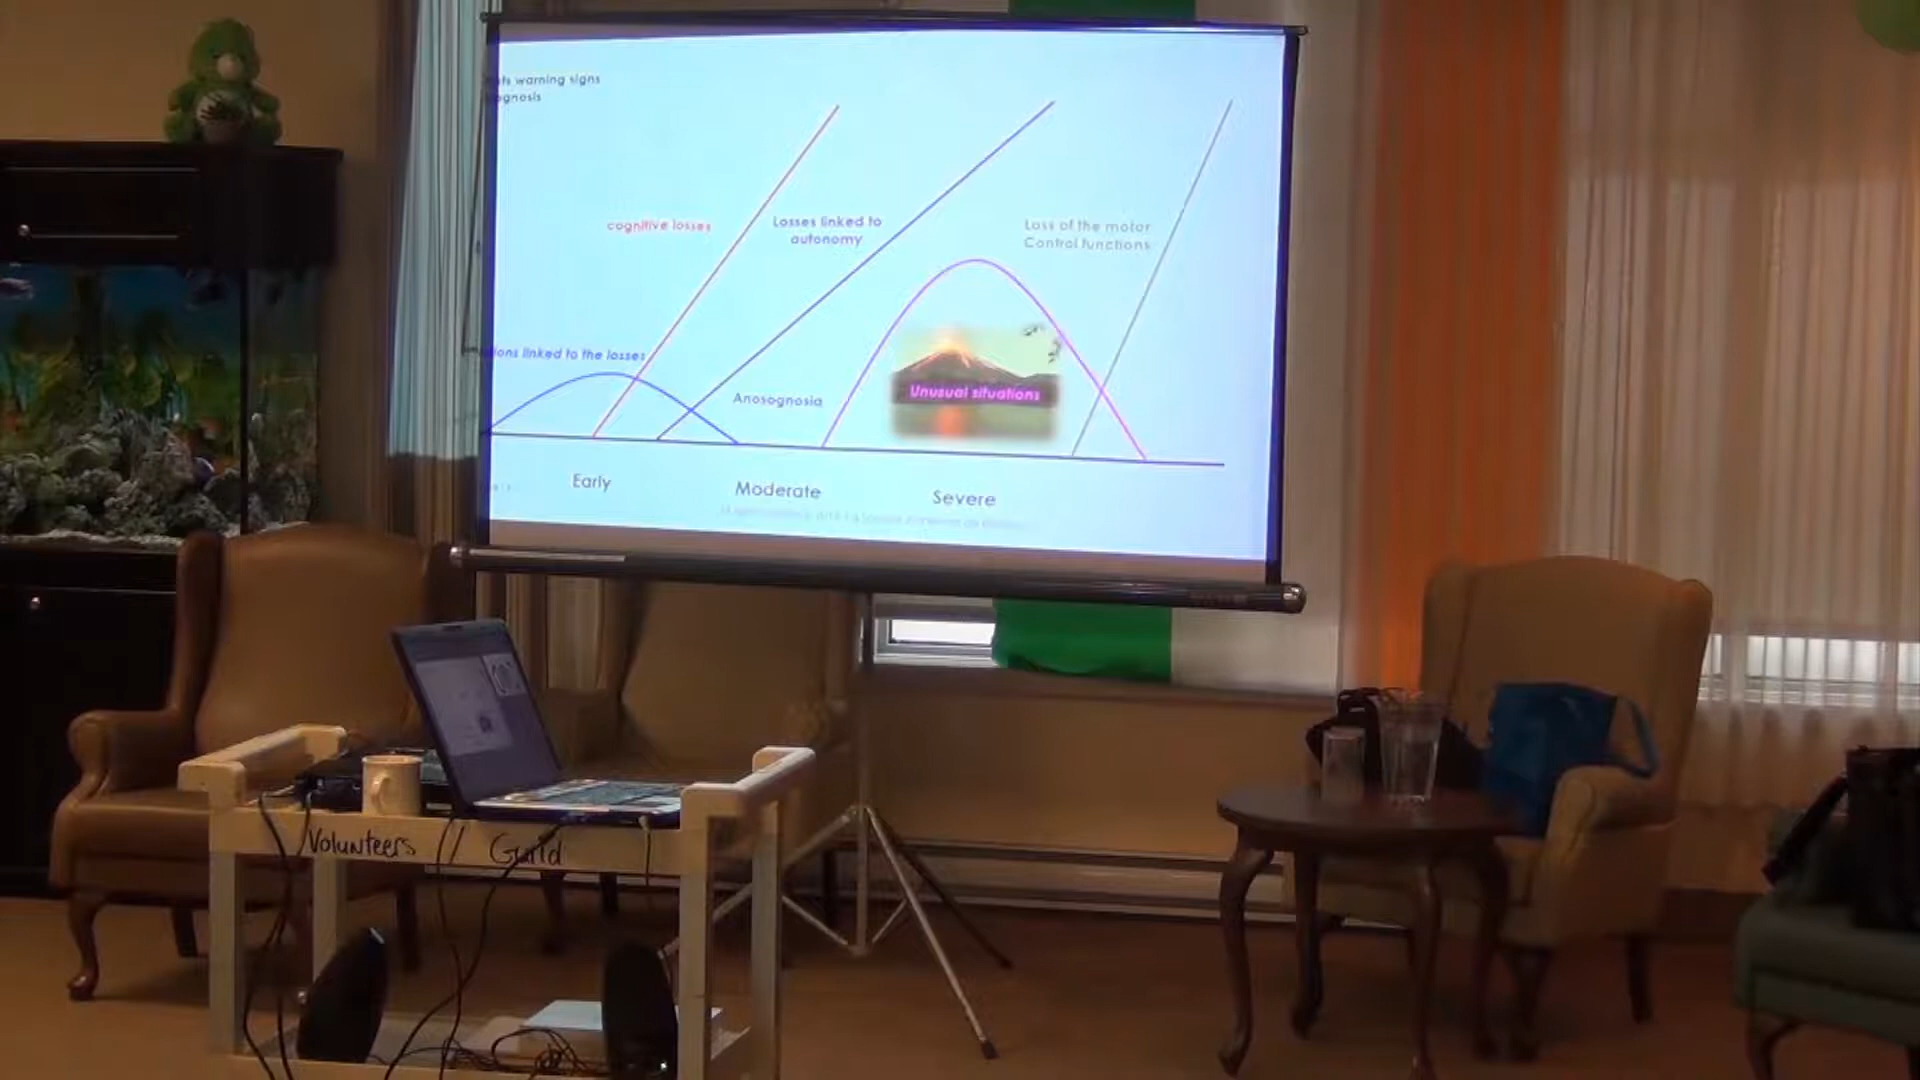 warning signs
cognitive losses
Losses linked to
autonomy
Loss of the motor
Control functions
linked to the losses
Anosognosia
Unusual situations
Early
Moderate
Severe
Volunteers // Guild